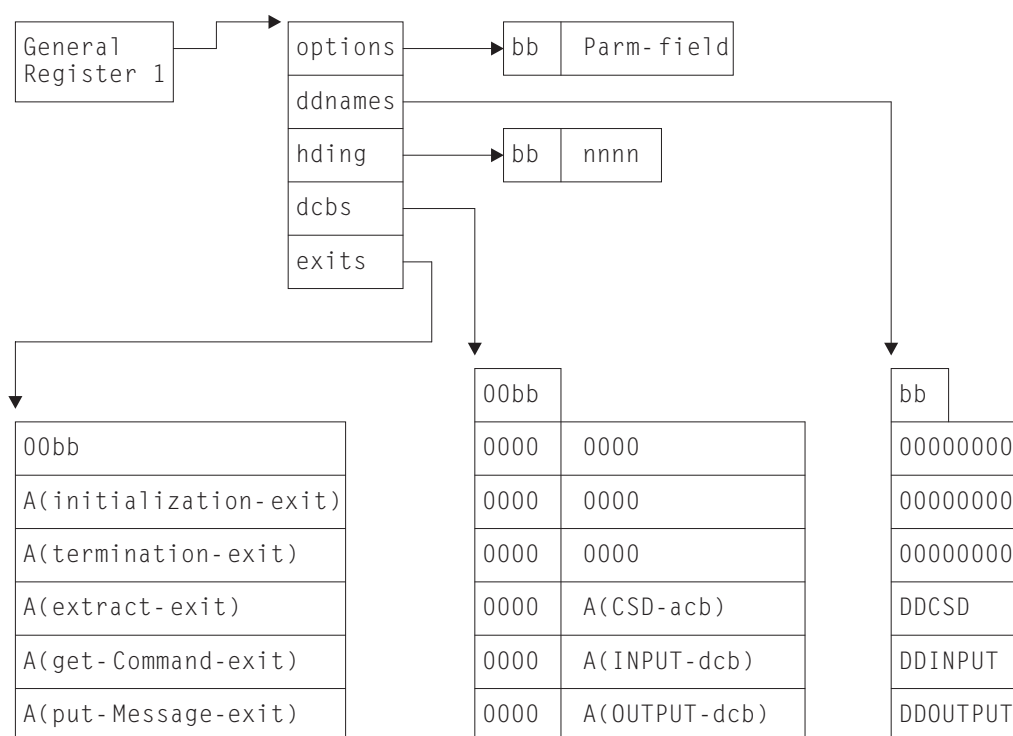 General
Register 1
options
bb Parm-field
ddnames
hding
bb nnnn
dcbs
exits
00bb
bb
00bb
0000 0000
00000000
A(initialization-exit)
0000 0000
00000000
A(termination-exit)
0000 0000
00000000
A(extract-exit)
0000 A(CSD-acb)
DDCSD
A(get-Command-exit)
0000 A(INPUT-dcb)
DDINPUT
A(put-Message-exit)
0000 A(OUTPUT-dcb)
DDOUTPUT